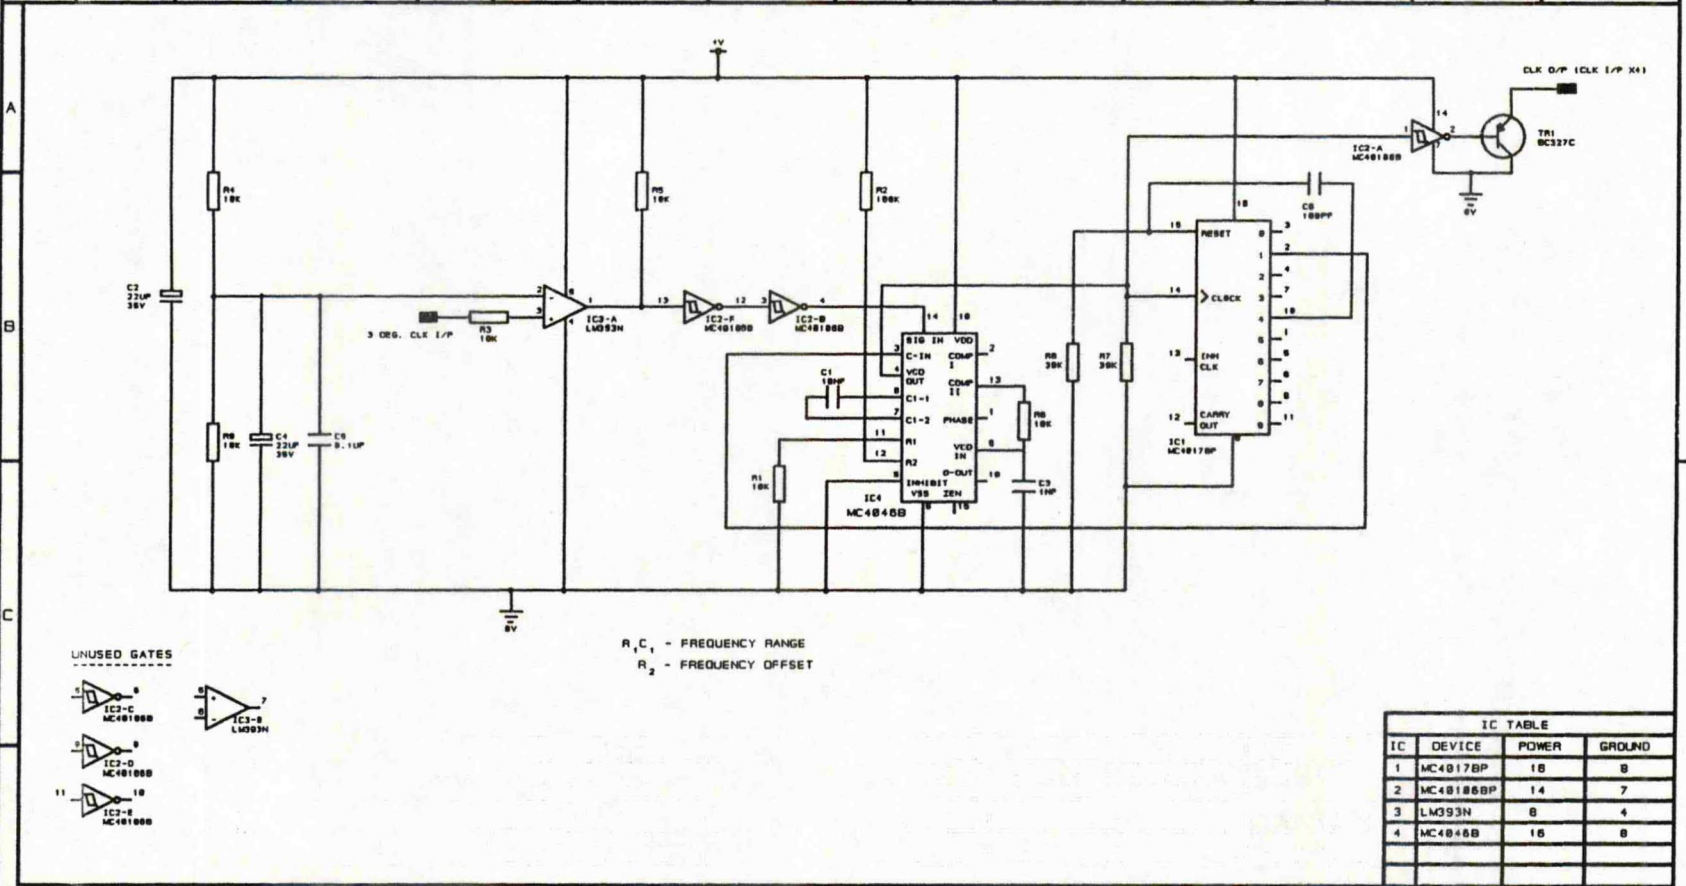 +V
CLK O/P (CLK I/P X4)
A
B
C
TR1
BC327C
IC2-A
MC40106B
0V
R4
10K
R5
10K
R2
100K
C6
100PF
C2
22UF
35V
3 DEG. CLK I/P
R3
10K
IC3-A
LM393N
IC2-F
MC40106B
IC2-B
MC40106B
SIG IN
VDD
C-IN
COMP
I
VCO
OUT
COMP
II
C1-1
C1-2
PHASE
R1
VCO
IN
R2
INHIBIT
VSS
ZEN
IC4
MC4046B
C1
10NF
R1
10K
R6
10K
C3
1NF
R7
39K
39K
RESET
CLOCK
INH
CLK
CARRY
OUT
IC1
MC4017BP
10K
C4
22UF
35V
C5
0.1UF
0V
R1C1 - FREQUENCY RANGE
R2 - FREQUENCY OFFSET
UNUSED GATES
IC2-C
MC40106B
IC3-B
LM393N
IC2-D
MC40106B
11
10
IC2-E
MC40106B
IC TABLE
IC DEVICE POWER GROUND
1 MC4017BP 16 8
2 MC40106BP 14 7
3 LM393N 8 4
4 MC4046B 16 8